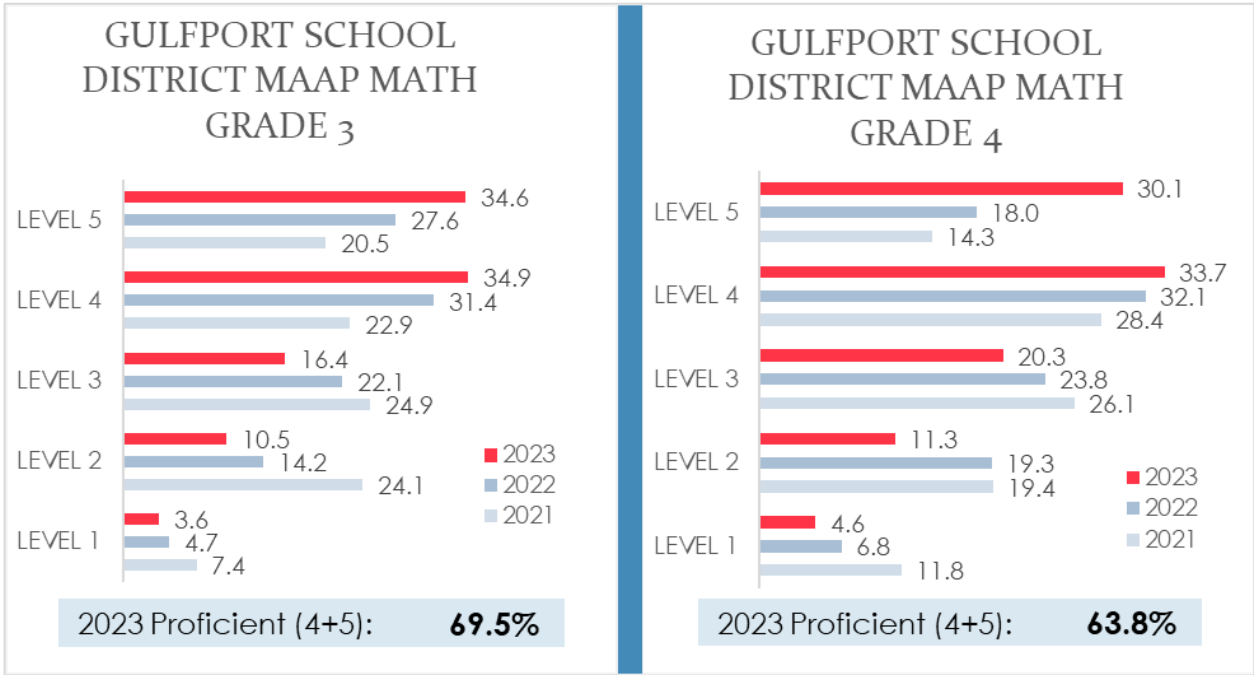 GULFPORT SCHOOL
DISTRICT MAAP MATH
GRADE 3
LEVEL 5
34.6
27.6
20.5
LEVEL 4
34.9
31.4
22.9
LEVEL 3
16.4
22.1
24.9
LEVEL 2
10.5
14.2
24.1
LEVEL 1
3.6
4.7
7.4
2023
2022
2021
2023 Proficient (4+5): 69.5%
GULFPORT SCHOOL
DISTRICT MAAP MATH
GRADE 4
LEVEL 5
30.1
18.0
14.3
LEVEL 4
33.7
32.1
28.4
LEVEL 3
20.3
23.8
26.1
LEVEL 2
11.3
19.3
19.4
LEVEL 1
4.6
6.8
11.8
2023
2022
2021
2023 Proficient (4+5): 63.8%